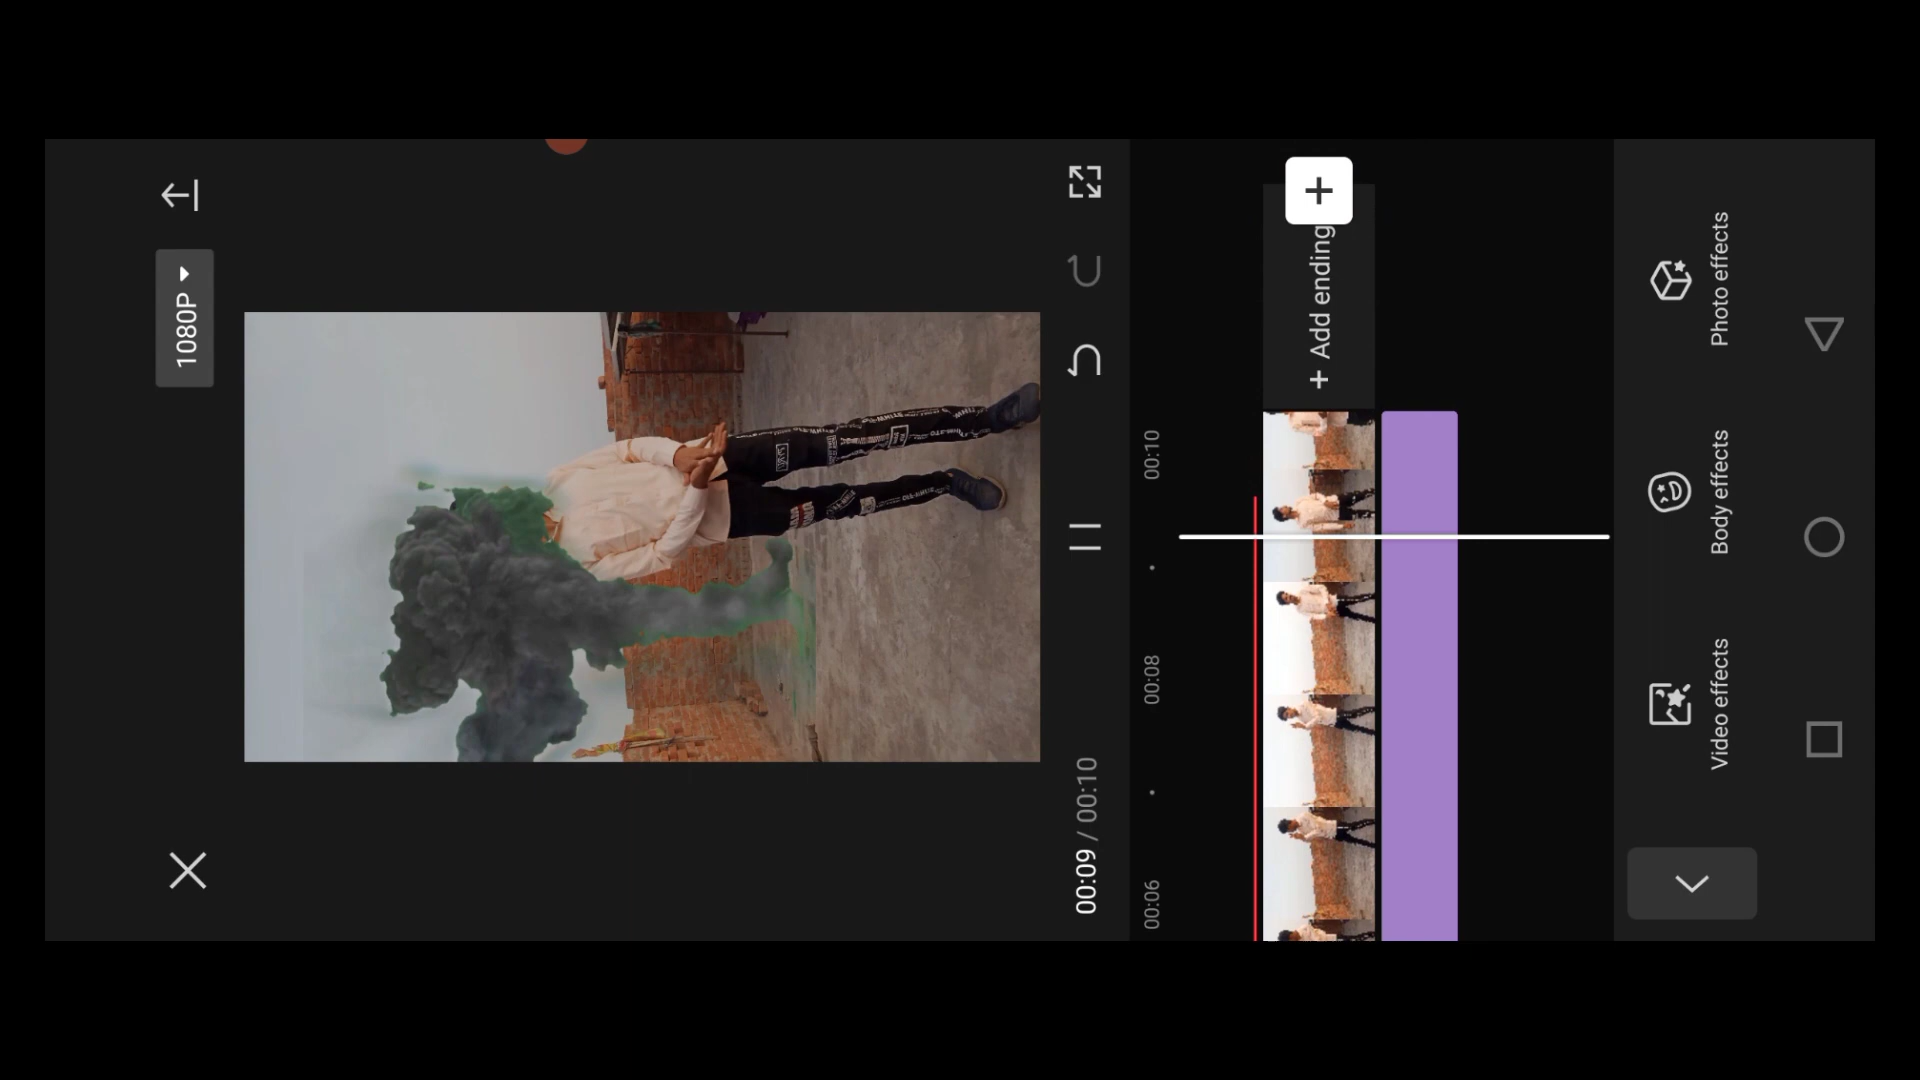 1080P
00:09 / 00:10
00:06
00:08
00:10
+ Add ending
Video effects
Body effects
Photo effects